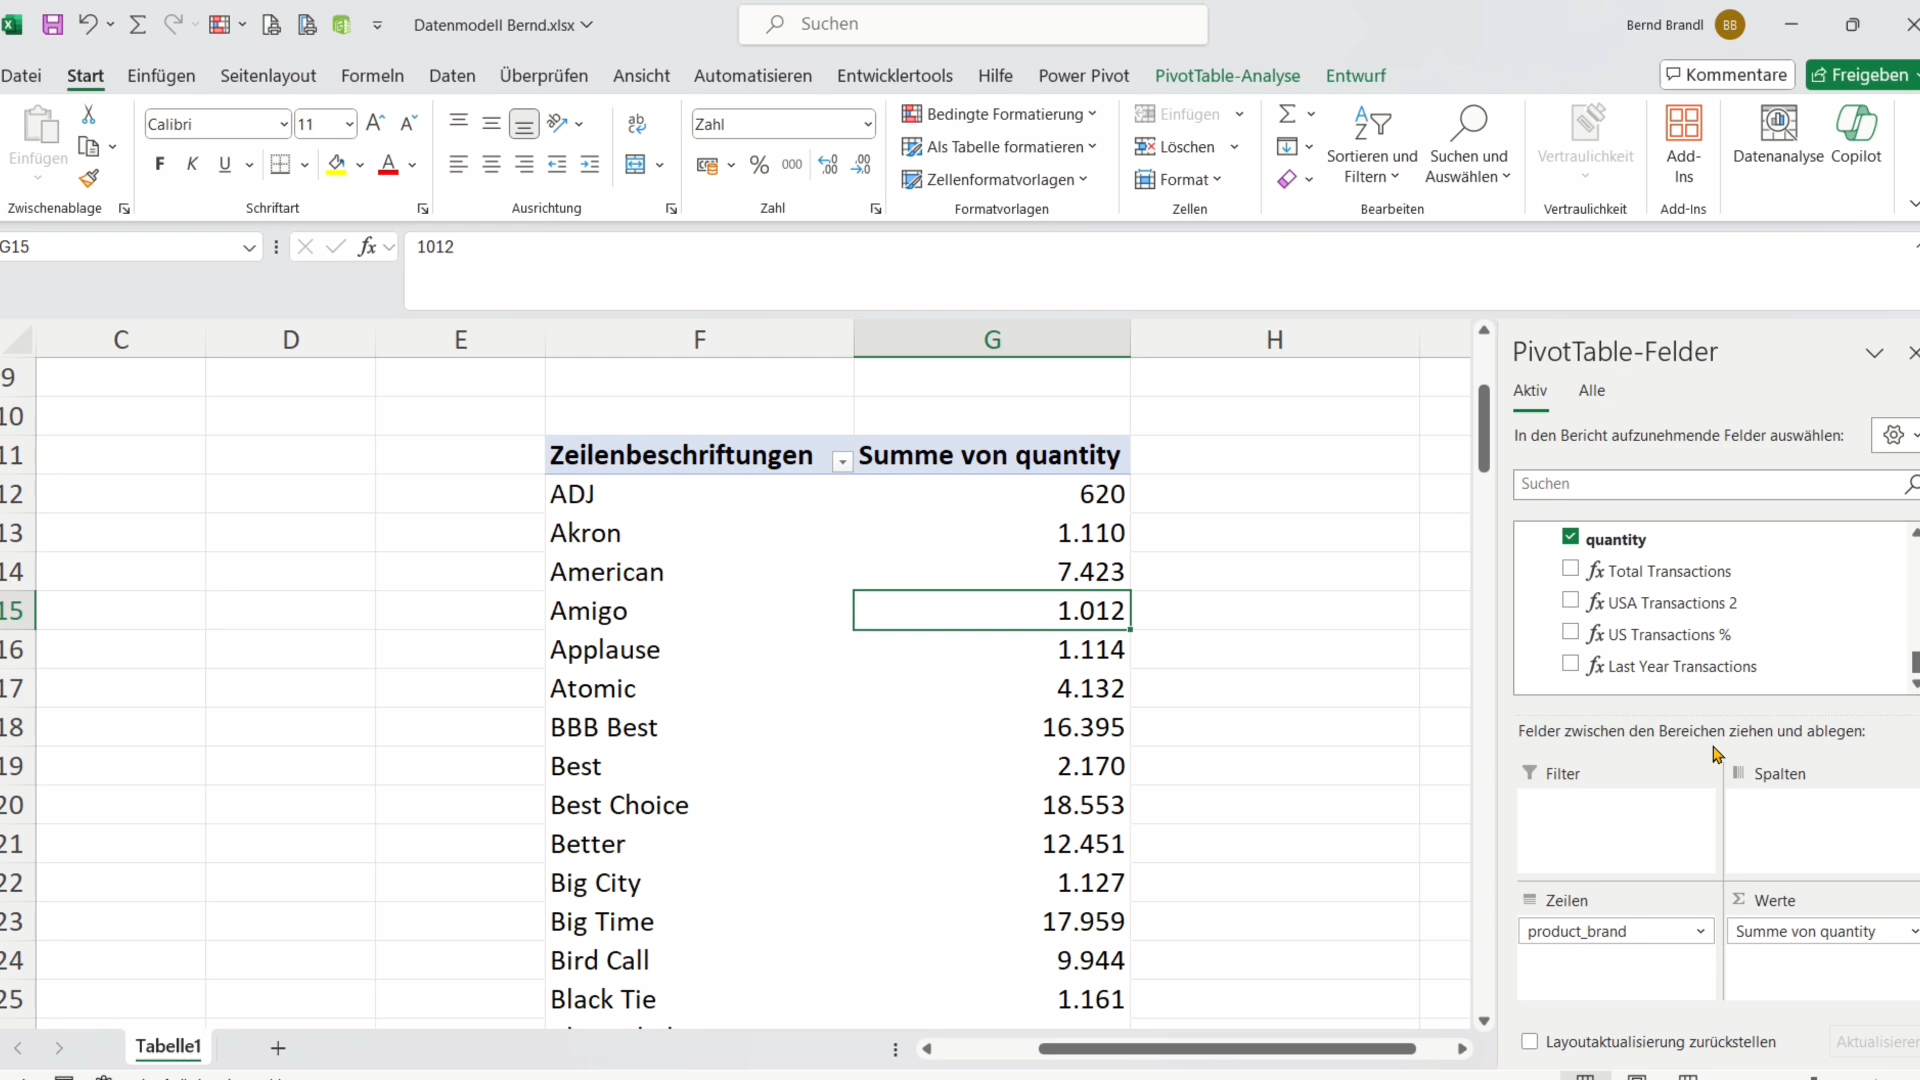 Datenmodell Bernd.xlsx
Suchen
Bernd Brandl
BB
Datei Start Einfügen Seitenlayout Formeln Daten Überprüfen Ansicht Automatisieren Entwicklertools Hilfe Power Pivot PivotTable-Analyse Entwurf
Kommentare
Freigeben
Einfügen
Zwischenablage
Calibri
11
F K U
Schriftart
Ausrichtung
Zahl
% 000
Zahl
Bedingte Formatierung
Als Tabelle formatieren
Zellenformatvorlagen
Formatvorlagen
Einfügen
Löschen
Format
Zellen
Sortieren und
Filtern
Suchen und
Auswählen
Bearbeiten
Vertraulichkeit
Vertraulichkeit
Add-
Ins
Add-Ins
Datenanalyse
Copilot
G15
fx
1012
C D E F G H
9
10
11 Zeilenbeschriftungen Summe von quantity
12 ADJ 620
13 Akron 1.110
14 American 7.423
15 Amigo 1.012
16 Applause 1.114
17 Atomic 4.132
18 BBB Best 16.395
19 Best 2.170
20 Best Choice 18.553
21 Better 12.451
22 Big City 1.127
23 Big Time 17.959
24 Bird Call 9.944
25 Black Tie 1.161
Tabelle1
PivotTable-Felder
Aktiv Alle
In den Bericht aufzunehmende Felder auswählen:
Suchen
quantity
fx Total Transactions
fx USA Transactions 2
fx US Transactions %
fx Last Year Transactions
Felder zwischen den Bereichen ziehen und ablegen:
Filter
Spalten
Zeilen
Werte
product_brand
Summe von quantity
Layoutaktualisierung zurückstellen
Aktualisieren